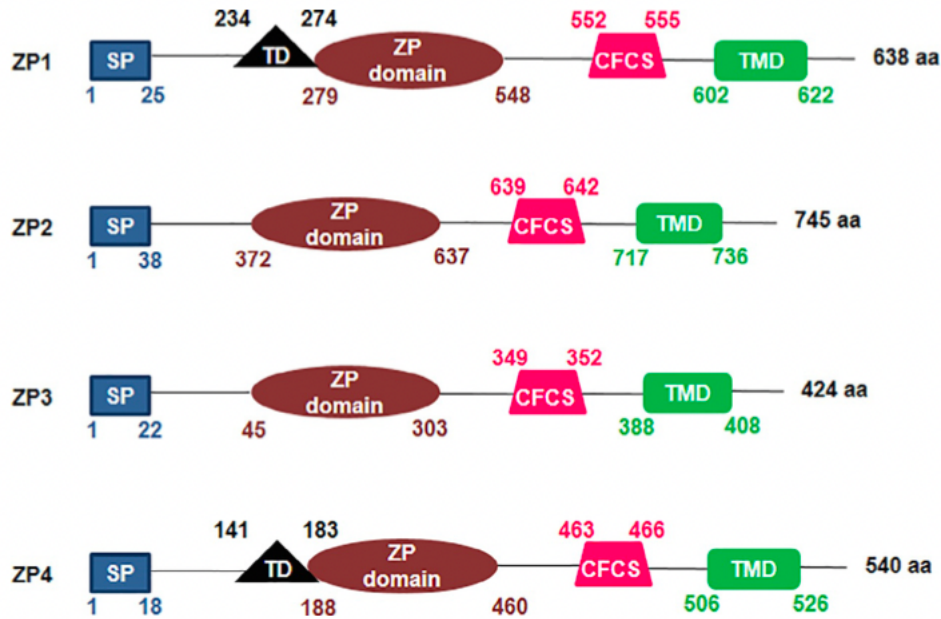 234 274 552 555
ZP1 SP TD ZP domain CFCS TMD 638 aa
1 25 279 548 602 622
639 642
ZP2 SP ZP domain CFCS TMD 745 aa
1 38 372 637 717 736
349 352
ZP3 SP ZP domain CFCS TMD 424 aa
1 22 45 303 388 408
141 183 463 466
ZP4 SP TD ZP domain CFCS TMD 540 aa
1 18 188 460 506 526